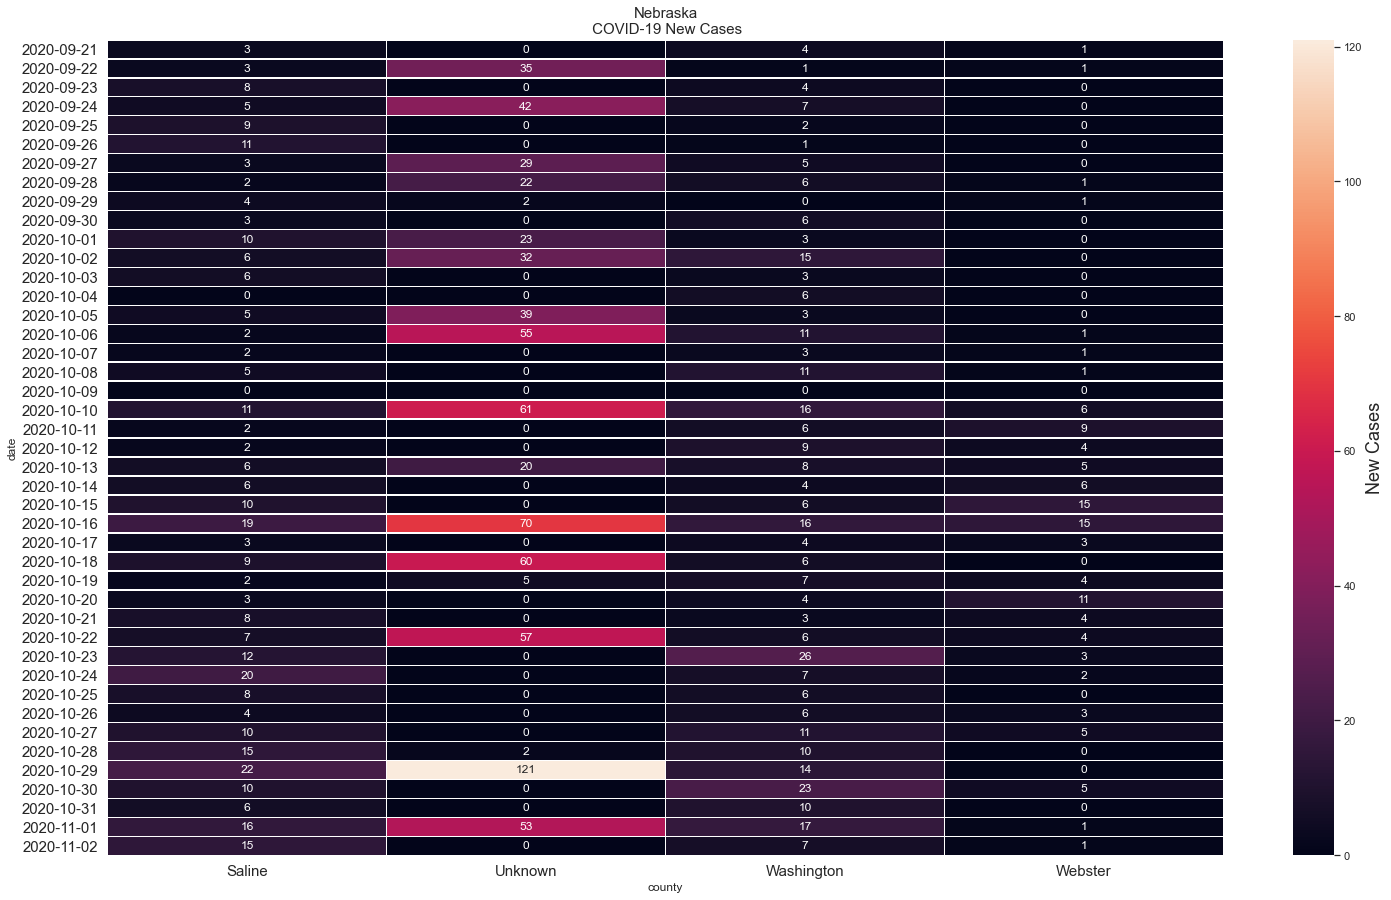 Nebraska
COVID-19 New Cases
2020-09-21 3 0 4 1
2020-09-22 3 35 1 1
2020-09-23 8 0 4 0
2020-09-24 5 42 7 0
2020-09-25 9 0 2 0
2020-09-26 11 0 1 0
2020-09-27 3 29 5 0
2020-09-28 2 22 6 1
2020-09-29 4 2 0 1
2020-09-30 3 0 6 0
2020-10-01 10 23 3 0
2020-10-02 6 32 15 0
2020-10-03 6 0 3 0
2020-10-04 0 0 6 0
2020-10-05 5 39 3 0
2020-10-06 2 55 11 1
2020-10-07 2 0 3 1
2020-10-08 5 0 11 1
2020-10-09 0 0 0 0
2020-10-10 11 61 16 6
2020-10-11 2 0 6 9
2020-10-12 2 0 9 4
2020-10-13 6 20 8 5
2020-10-14 6 0 4 6
2020-10-15 10 0 6 15
2020-10-16 19 70 16 15
2020-10-17 3 0 4 3
2020-10-18 9 60 6 0
2020-10-19 2 5 7 4
2020-10-20 3 0 4 11
2020-10-21 8 0 3 4
2020-10-22 7 57 6 4
2020-10-23 12 0 26 3
2020-10-24 20 0 7 2
2020-10-25 8 0 6 0
2020-10-26 4 0 6 3
2020-10-27 10 0 11 5
2020-10-28 15 2 10 0
2020-10-29 22 121 14 0
2020-10-30 10 0 23 5
2020-10-31 6 0 10 0
2020-11-01 16 53 17 1
2020-11-02 15 0 7 1
Saline Unknown Washington Webster
county
date
120
100
80
60
40
20
0
New Cases